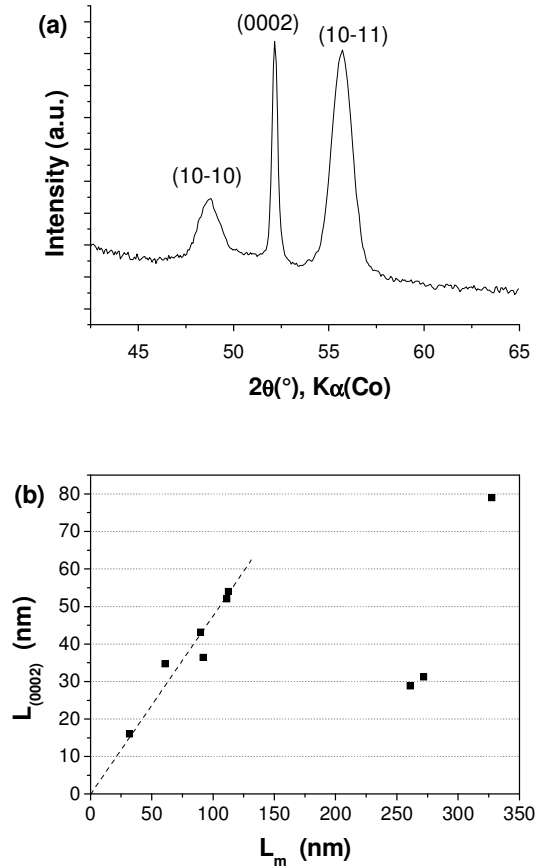 (a)
(0002)
(10-11)
(10-10)
Intensity (a.u.)
45 50 55 60 65
2θ(°), Kα(Co)
(b)
80
70
60
50
40
30
20
10
0
L(0002) (nm)
0 50 100 150 200 250 300 350
Lm (nm)